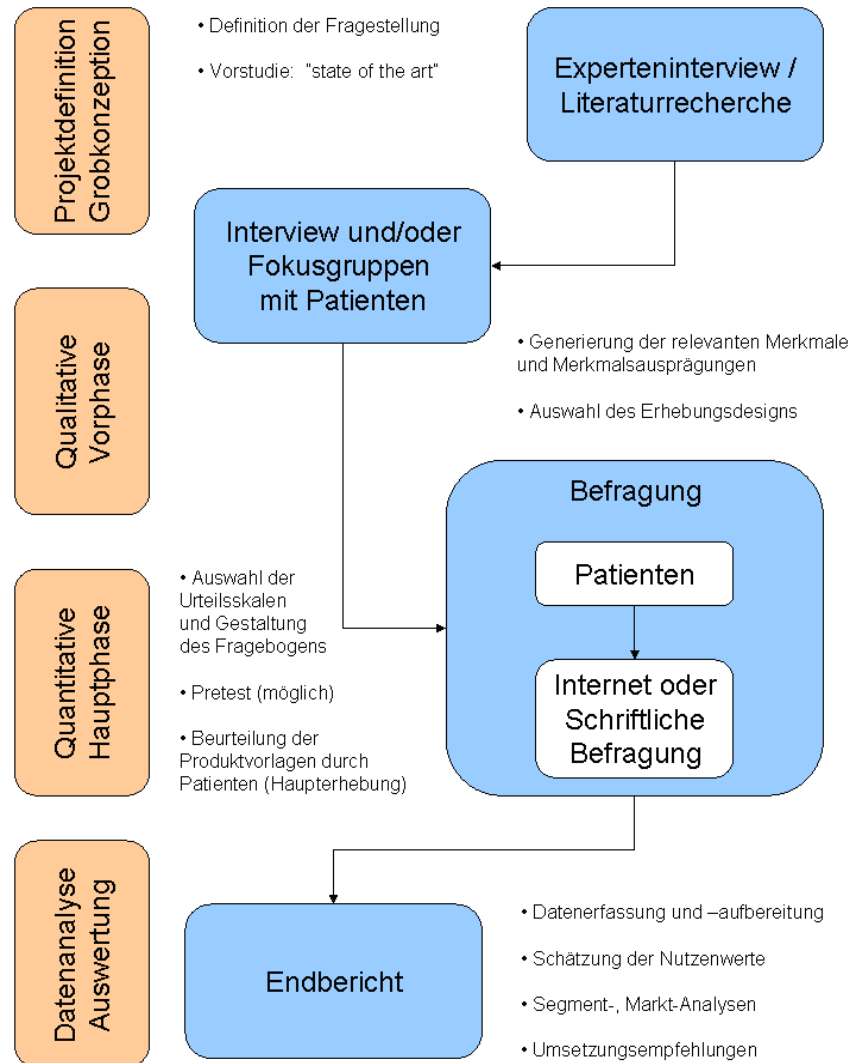 Projektdefinition
Grobkonzeption
• Definition der Fragestellung
• Vorstudie: "state of the art"
Experteninterview /
Literaturrecherche
Interview und/oder
Fokusgruppen
mit Patienten
Qualitative
Vorphase
• Generierung der relevanten Merkmale
und Merkmalsausprägungen
• Auswahl des Erhebungsdesigns
Quantitative
Hauptphase
• Auswahl der
Urteilsskalen
und Gestaltung
des Fragebogens
• Pretest (möglich)
• Beurteilung der
Produktvorlagen durch
Patienten (Haupterhebung)
Befragung
Patienten
Internet oder
Schriftliche
Befragung
Datenanalyse
Auswertung
Endbericht
• Datenerfassung und –aufbereitung
• Schätzung der Nutzenwerte
• Segment-, Markt-Analysen
• Umsetzungsempfehlungen